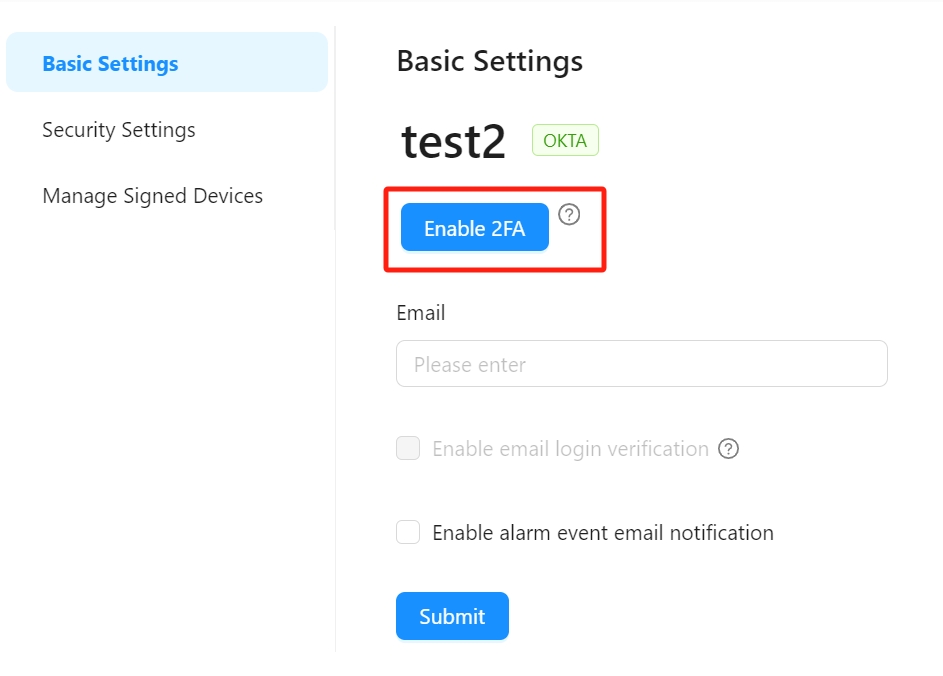 Basic Settings
Security Settings
Manage Signed Devices
Basic Settings
test2 OKTA
Enable 2FA ?
Email
Please enter
Enable email login verification ?
Enable alarm event email notification
Submit